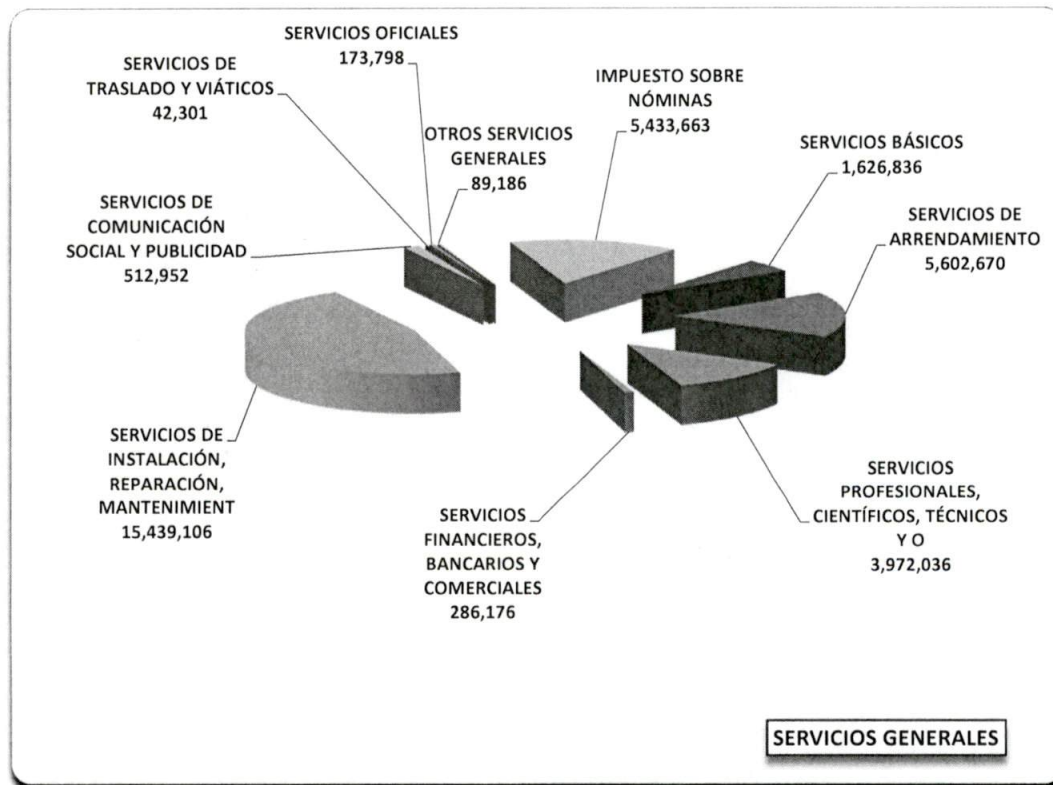 SERVICIOS OFICIALES
173,798
SERVICIOS DE
TRASLADO Y VIÁTICOS
42,301
OTROS SERVICIOS
GENERALES
89,186
IMPUESTO SOBRE
NÓMINAS
5,433,663
SERVICIOS BÁSICOS
1,626,836
SERVICIOS DE
ARRENDAMIENTO
5,602,670
SERVICIOS DE
COMUNICACIÓN
SOCIAL Y PUBLICIDAD
512,952
SERVICIOS DE
INSTALACIÓN,
REPARACIÓN,
MANTENIMIENT
15,439,106
SERVICIOS
FINANCIEROS,
BANCARIOS Y
COMERCIALES
286,176
SERVICIOS
PROFESIONALES,
CIENTÍFICOS, TÉCNICOS
Y O
3,972,036
SERVICIOS GENERALES